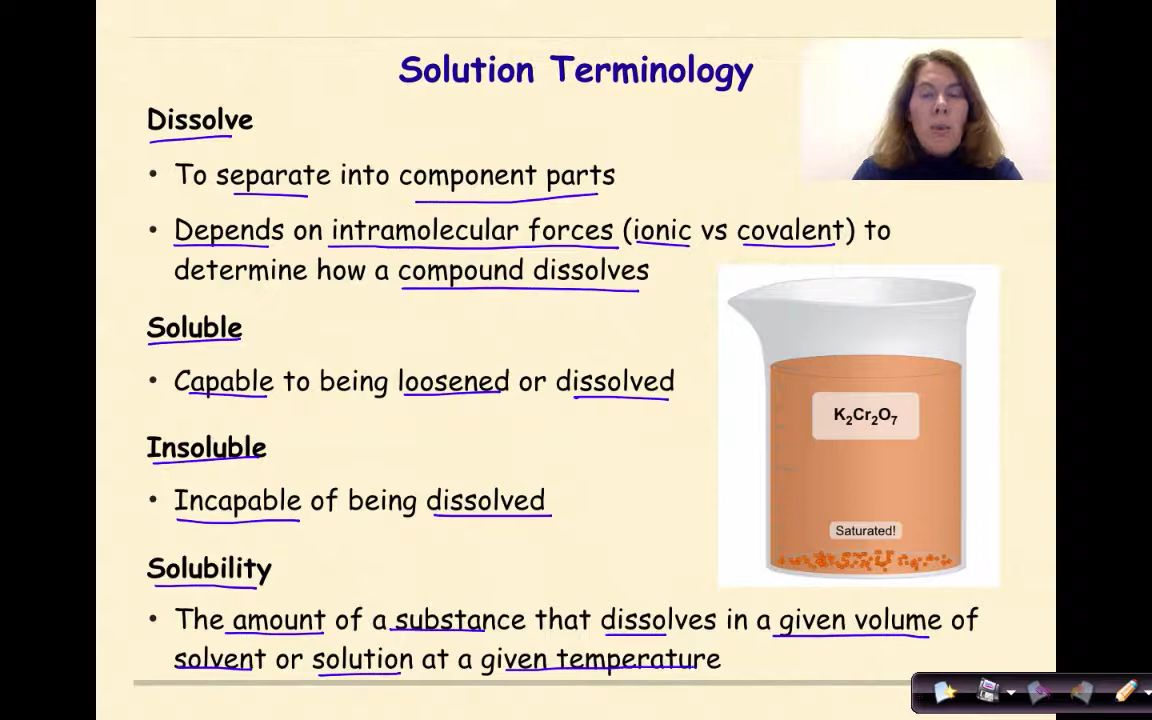 Solution Terminology
Dissolve
• To separate into component parts
• Depends on intramolecular forces (ionic vs covalent) to
determine how a compound dissolves
Soluble
• Capable to being loosened or dissolved
Insoluble
• Incapable of being dissolved
Solubility
• The amount of a substance that dissolves in a given volume of
solvent or solution at a given temperature
K₂Cr₂O₇
Saturated!